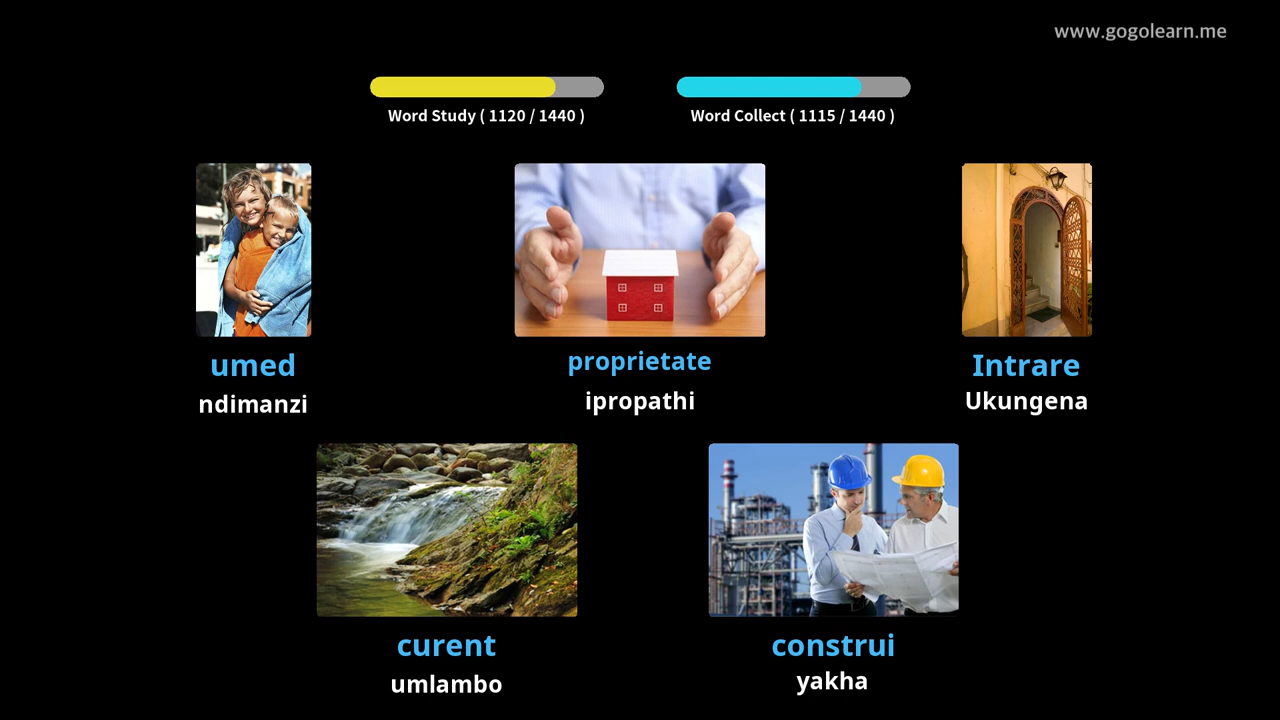 www.gogolearn.me
Word Study ( 1120 / 1440 )
Word Collect ( 1115 / 1440 )
umed
ndimanzi
proprietate
ipropathi
Intrare
Ukungena
curent
umlambo
construi
yakha